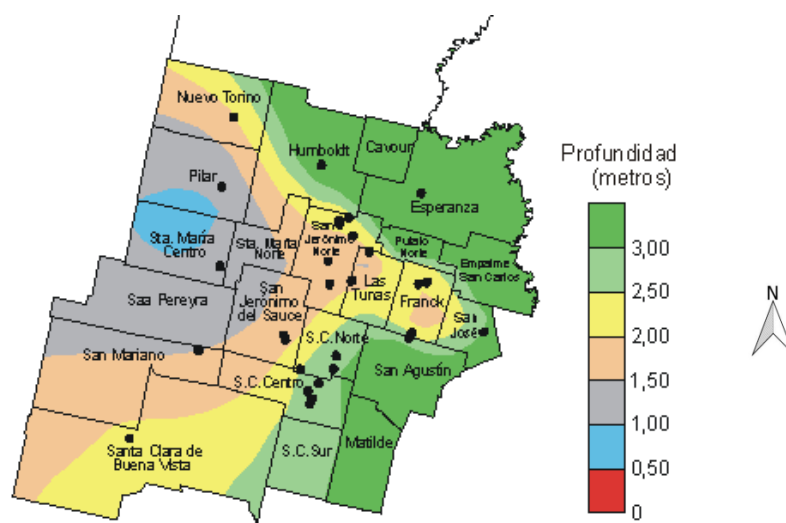 Nuevo Torino
Pilar
Humboldt
Cavour
Esperanza
Sta. María
Centro
Sta. María
Norte
San
Jerónimo
Norte
Pujato
Norte
Empalme
San Carlos
Saa Pereyra
San
Jerónimo
del Sauce
Las
Tunas
Franck
San
José
San Mariano
S.C. Norte
S.C. Centro
San Agustín
Santa Clara de
Buena Vista
S.C. Sur
Matilde
Profundidad
(metros)
3,00
2,50
2,00
1,50
1,00
0,50
0
N